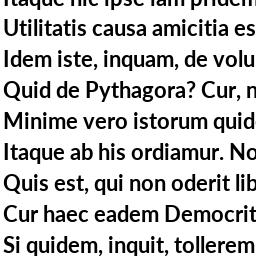 Itaque hic ipse iam pridem
Utilitatis causa amicitia es
Idem iste, inquam, de volu
Quid de Pythagora? Cur, n
Minime vero istorum quid
Itaque ab his ordiamur. No
Quis est, qui non oderit lib
Cur haec eadem Democrit
Si quidem, inquit, tollerem